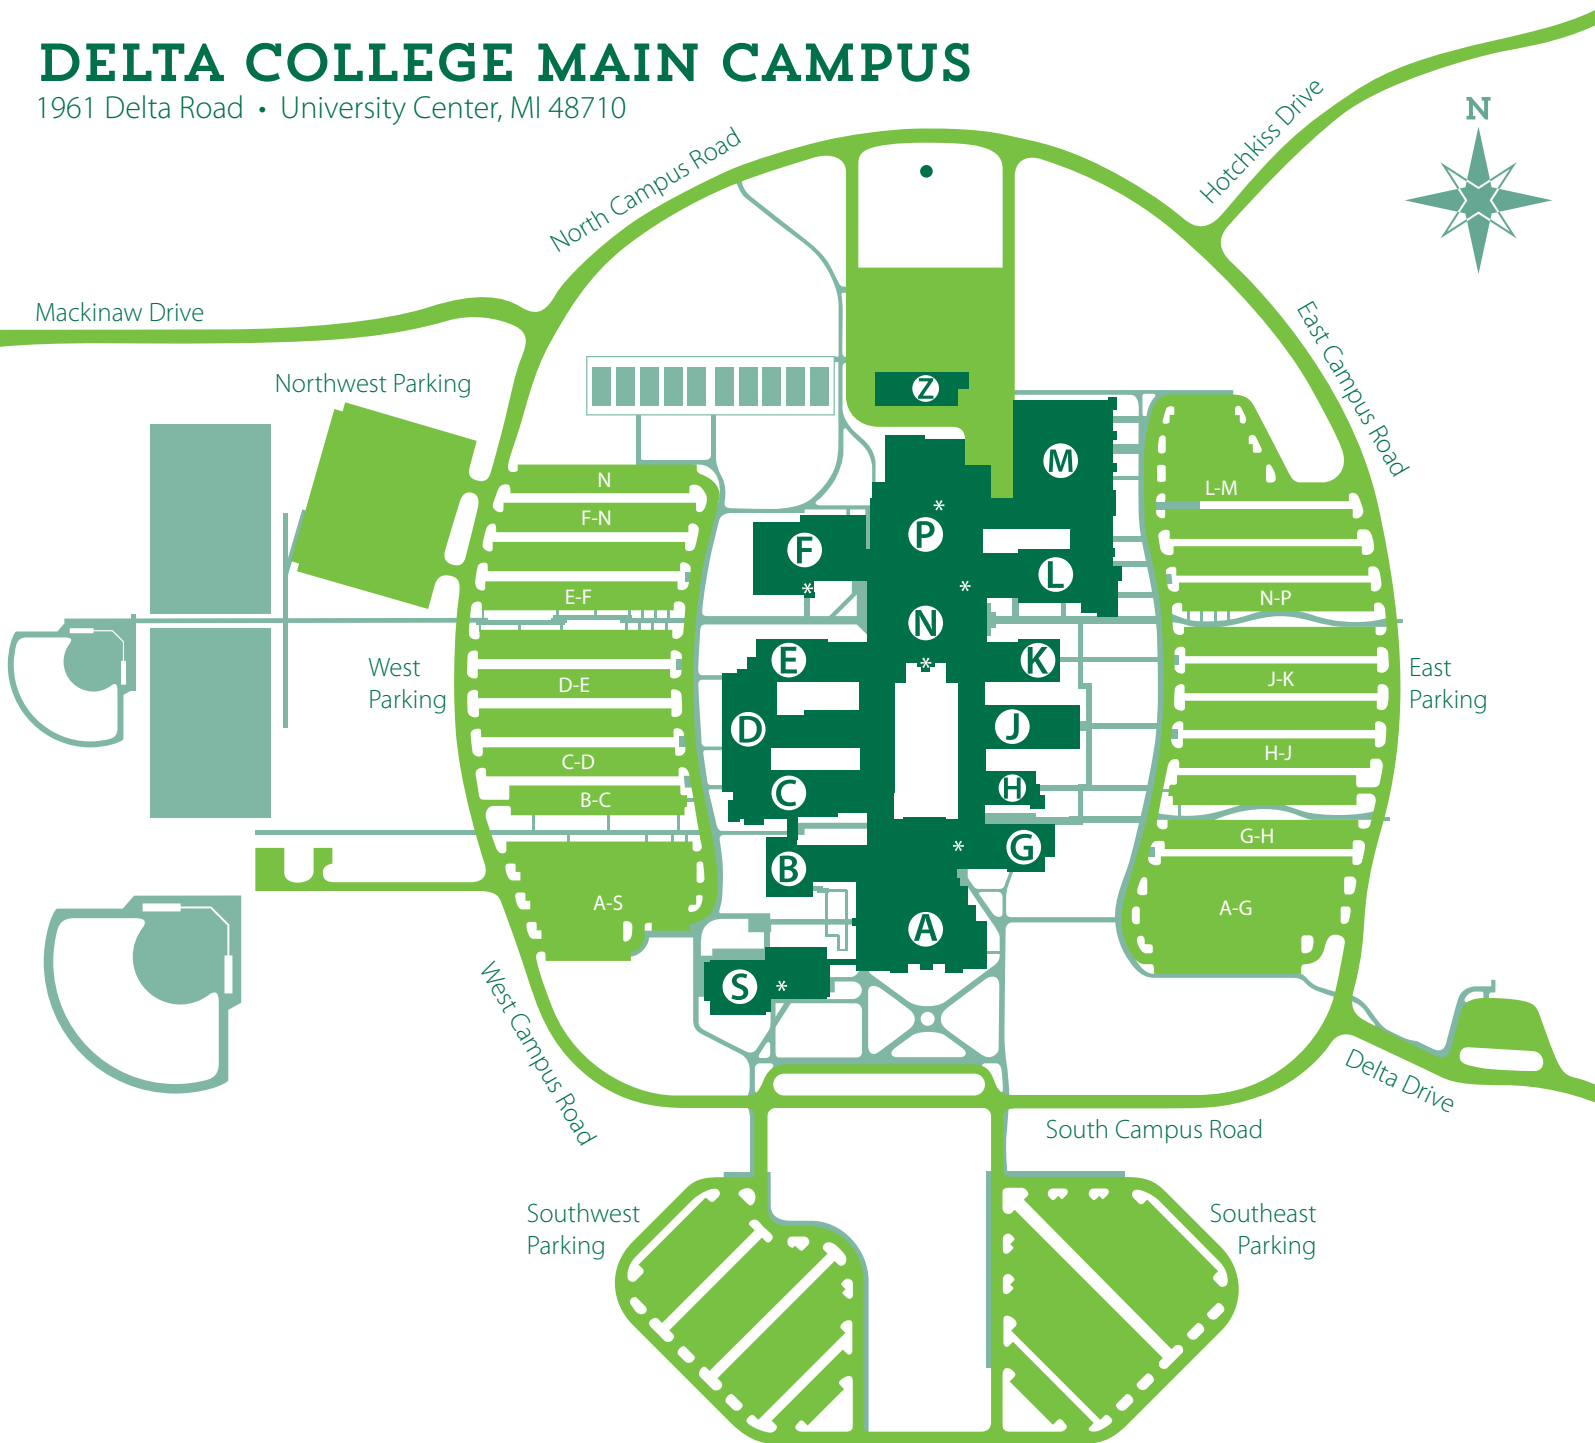 DELTA COLLEGE MAIN CAMPUS
1961 Delta Road • University Center, MI 48710
N
North Campus Road
Hotchkiss Drive
Mackinaw Drive
East Campus Road
Northwest Parking
Z
M
N
L-M
P
*
F-N
F
L
*
*
E-F
N-P
N
E
K
*
West
Parking
D-E
J-K
East
Parking
D
J
C-D
H-J
B-C
C
H
G-H
G
*
B
A-S
A-G
A
S
*
West Campus Road
Delta Drive
South Campus Road
Southwest
Parking
Southeast
Parking